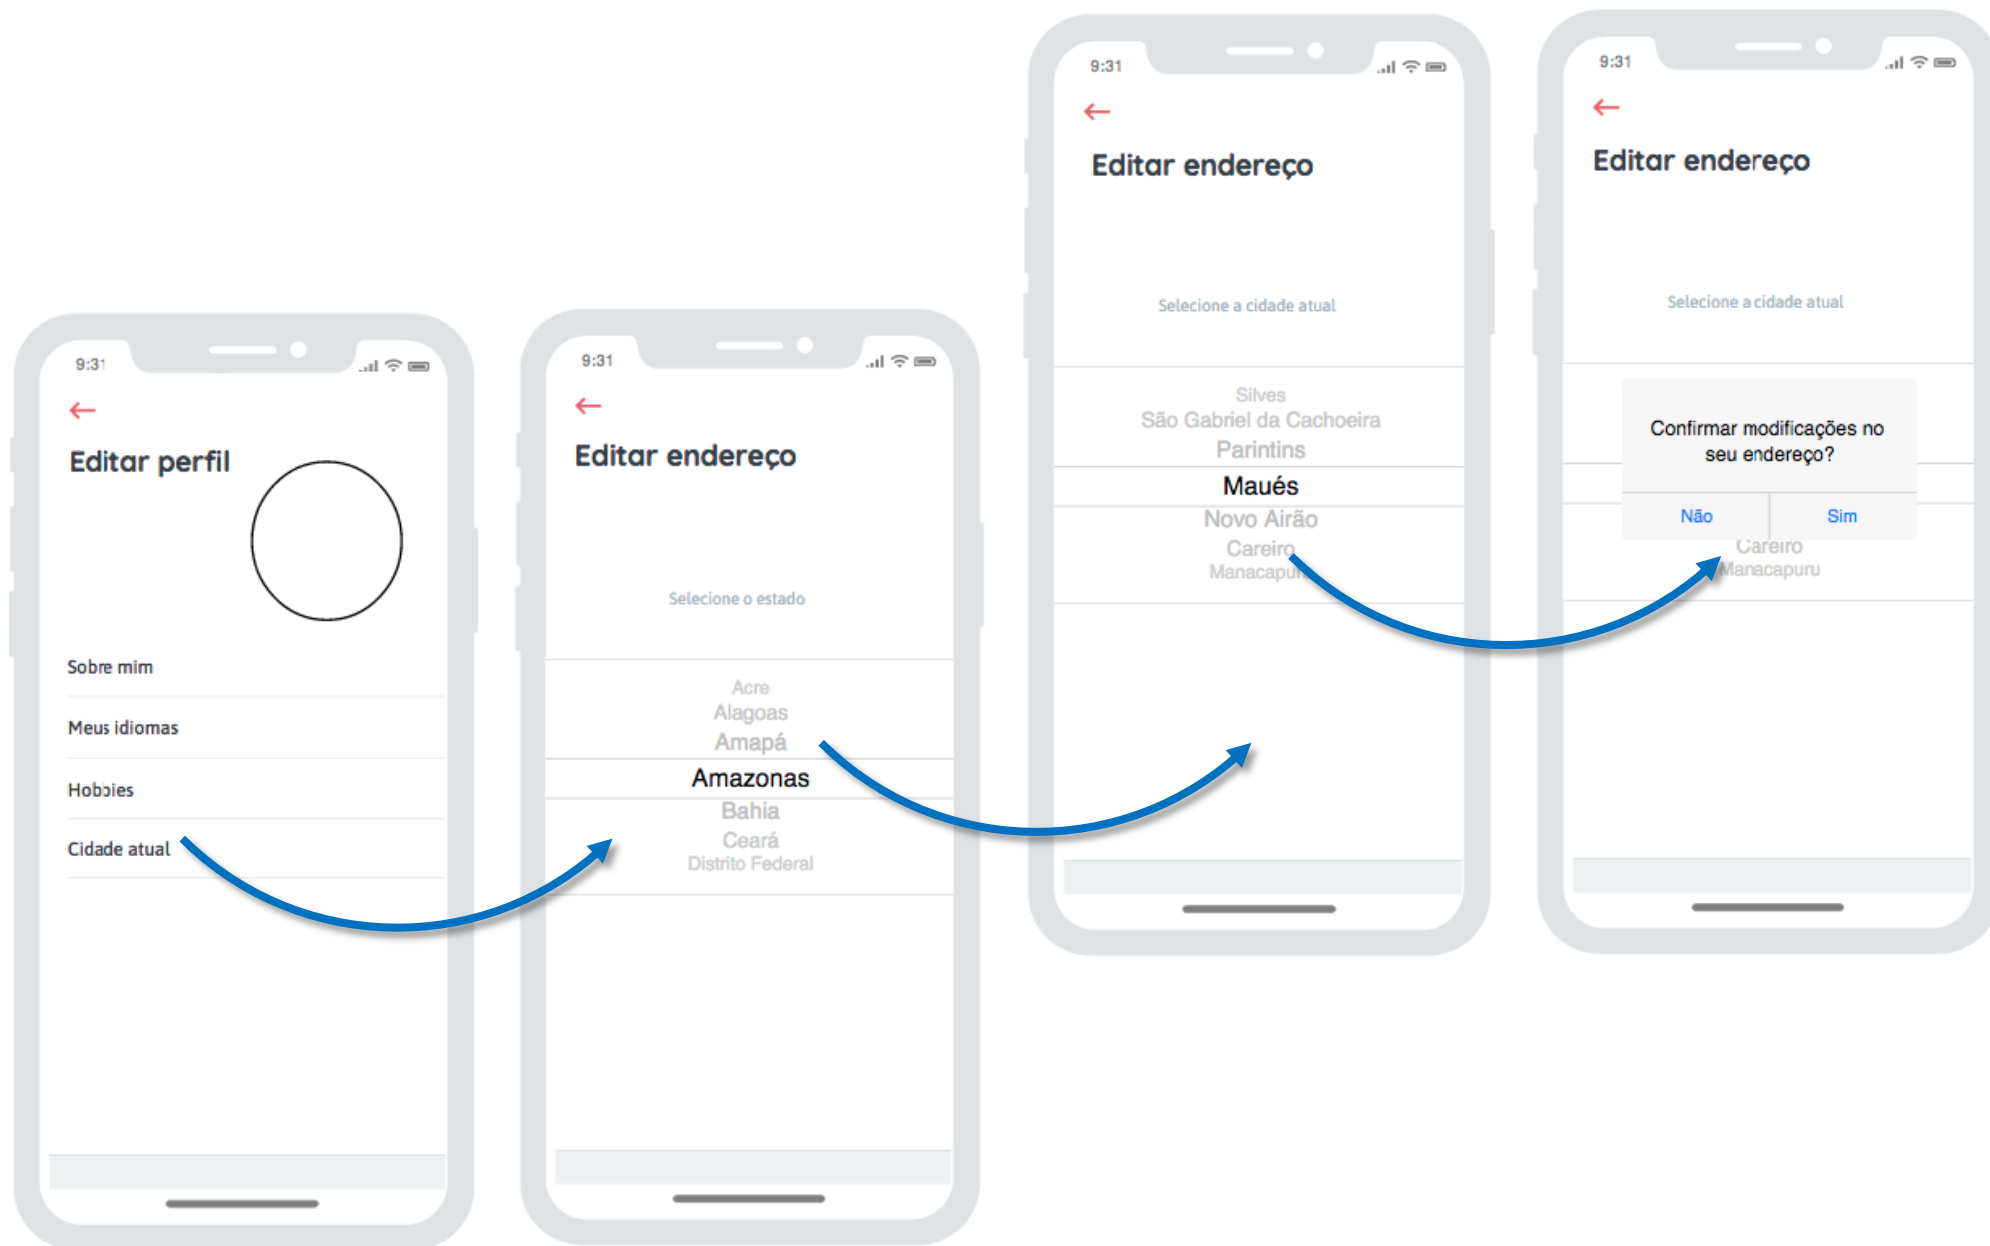 9:31
Editar perfil
Sobre mim
Meus idiomas
Hobbies
Cidade atual
9:31
Editar endereço
Selecione o estado
Acre
Alagoas
Amapá
Amazonas
Bahia
Ceará
Distrito Federal
9:31
Editar endereço
Selecione a cidade atual
Silves
São Gabriel da Cachoeira
Parintins
Maués
Novo Airão
Careiro
Manacapuru
9:31
Editar endereço
Selecione a cidade atual
Confirmar modificações no
seu endereço?
Não Sim
Careiro
Manacapuru